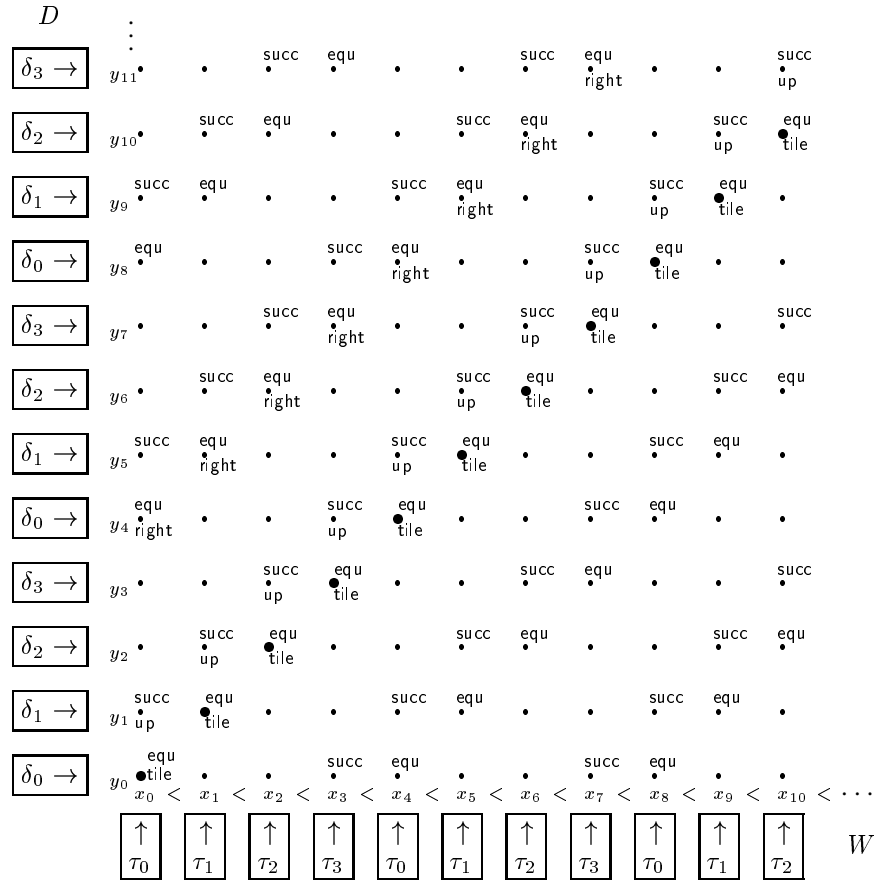 D ⋮
succ equ succ equ succ
δ₃ → y₁₁
right up
succ equ succ equ succ equ
δ₂ → y₁₀
right up tile
succ equ succ equ succ equ
δ₁ → y₉
right up tile
equ succ equ succ equ
δ₀ → y₈
right up tile
succ equ succ equ succ
δ₃ → y₇
right up tile
succ equ succ equ succ equ
δ₂ → y₆
right up tile
succ equ succ equ succ equ
δ₁ → y₅
right up tile
equ succ equ succ equ
δ₀ → y₄
right up tile
succ equ succ equ succ
δ₃ → y₃
up tile
succ equ succ equ succ equ
δ₂ → y₂
up tile
succ equ succ equ succ equ
δ₁ → y₁
up tile
equ succ equ succ equ
δ₀ → y₀ tile
x₀ < x₁ < x₂ < x₃ < x₄ < x₅ < x₆ < x₇ < x₈ < x₉ < x₁₀ < ⋯
↑ ↑ ↑ ↑ ↑ ↑ ↑ ↑ ↑ ↑ ↑ W
τ₀ τ₁ τ₂ τ₃ τ₀ τ₁ τ₂ τ₃ τ₀ τ₁ τ₂